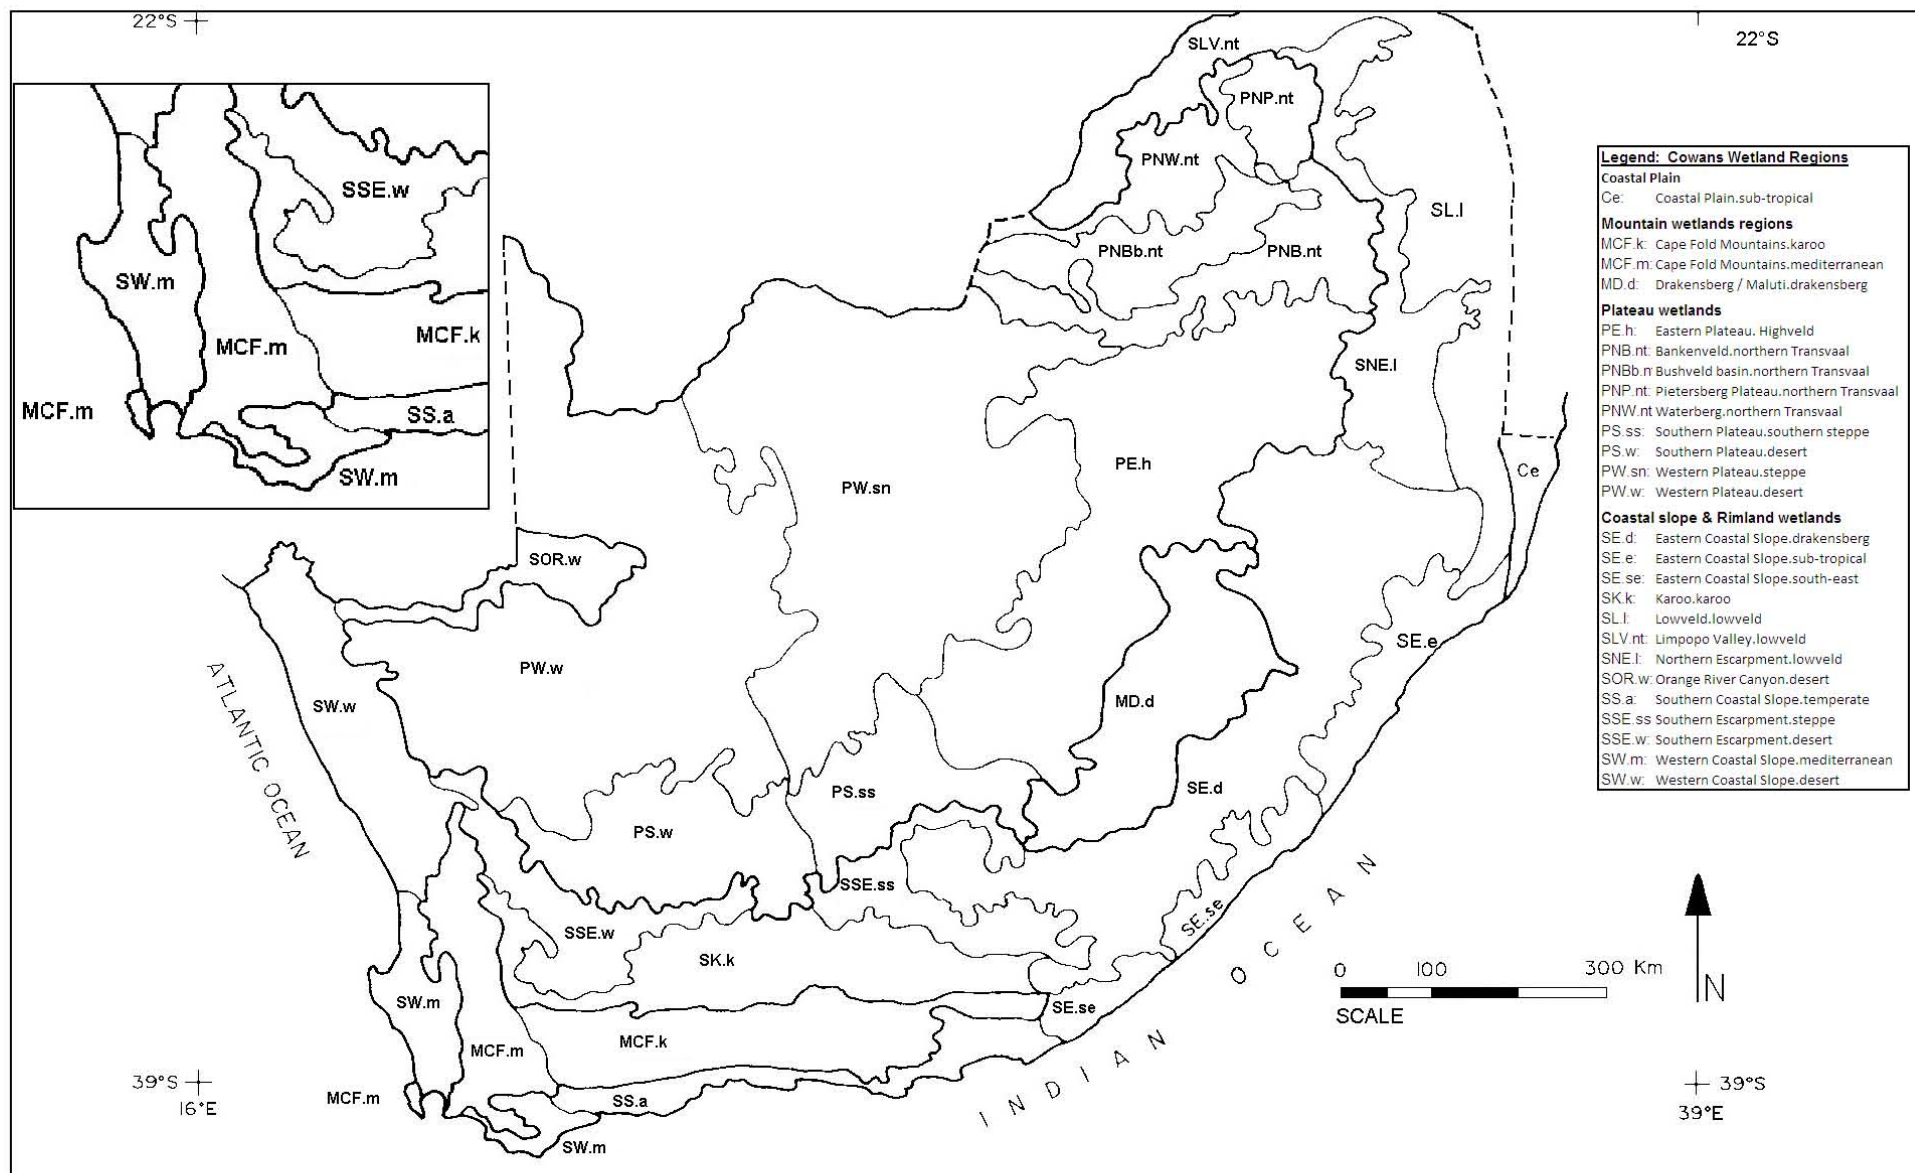 22°S
22°S
SLV.nt
PNP.nt
PNW.nt
SL.l
PNBb.nt
PNB.nt
SSE.w
SW.m
MCF.m
MCF.k
MCF.m
SS.a
SW.m
SNE.l
PE.h
Ce
PW.sn
SOR.w
SE.e
PW.w
MD.d
SW.w
ATLANTIC OCEAN
PS.ss
SE.d
PS.w
SSE.ss
SE.se
SSE.w
SK.k
SW.m
SE.se
MCF.k
MCF.m
MCF.m
SS.a
SW.m
INDIAN OCEAN
39°S
16°E
39°S
39°E
0 100 300 Km
SCALE
N
Legend: Cowans Wetland Regions
Coastal Plain
Ce: Coastal Plain.sub-tropical
Mountain wetlands regions
MCF.k: Cape Fold Mountains.karoo
MCF.m: Cape Fold Mountains.mediterranean
MD.d: Drakensberg / Maluti.drakensberg
Plateau wetlands
PE.h: Eastern Plateau. Highveld
PNB.nt: Bankenveld.northern Transvaal
PNBb.n Bushveld basin.northern Transvaal
PNP.nt: Pietersberg Plateau.northern Transvaal
PNW.nt Waterberg.northern Transvaal
PS.ss: Southern Plateau.southern steppe
PS.w: Southern Plateau.desert
PW.sn: Western Plateau.steppe
PW.w: Western Plateau.desert
Coastal slope & Rimland wetlands
SE.d: Eastern Coastal Slope.drakensberg
SE.e: Eastern Coastal Slope.sub-tropical
SE.se: Eastern Coastal Slope.south-east
SK.k: Karoo.karoo
SL.l: Lowveld.lowveld
SLV.nt: Limpopo Valley.lowveld
SNE.l: Northern Escarpment.lowveld
SOR.w: Orange River Canyon.desert
SS.a: Southern Coastal Slope.temperate
SSE.ss Southern Escarpment.steppe
SSE.w: Southern Escarpment.desert
SW.m: Western Coastal Slope.mediterranean
SW.w: Western Coastal Slope.desert